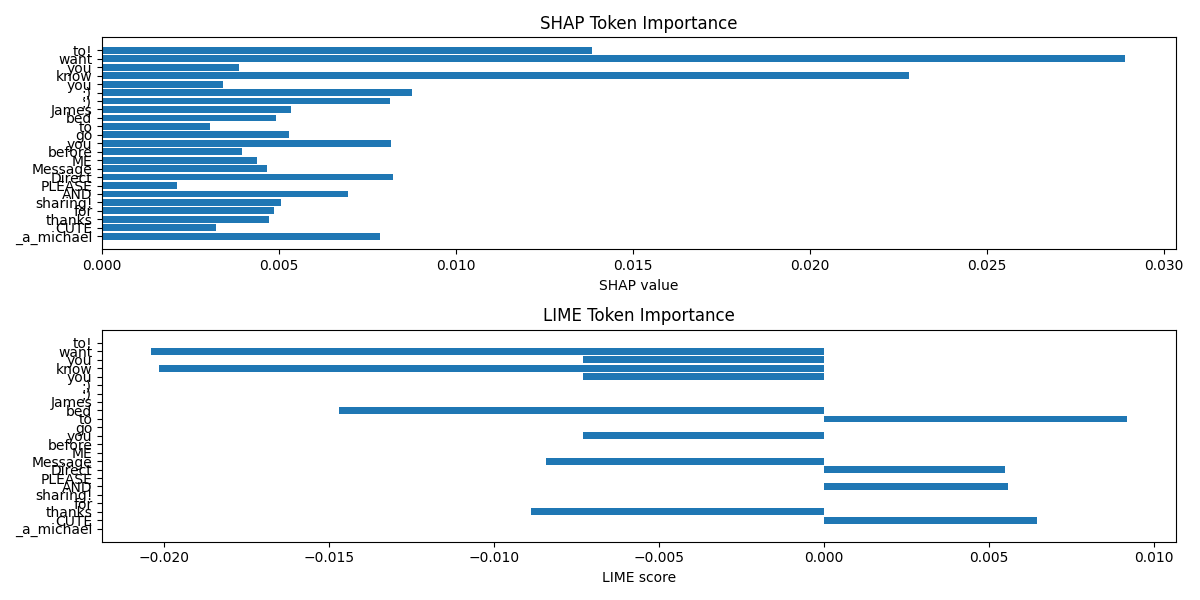 SHAP Token Importance
to!
want
you
know
you
;)
;)
James
bed
to
go
you
before
ME
Message
Direct
PLEASE
AND
sharing!
for
thanks
CUTE
_a_michael
0.000 0.005 0.010 0.015 0.020 0.025 0.030
SHAP value
LIME Token Importance
to!
want
you
know
you
;)
;)
James
bed
to
go
you
before
ME
Message
Direct
PLEASE
AND
sharing!
for
thanks
CUTE
_a_michael
−0.020 −0.015 −0.010 −0.005 0.000 0.005 0.010
LIME score